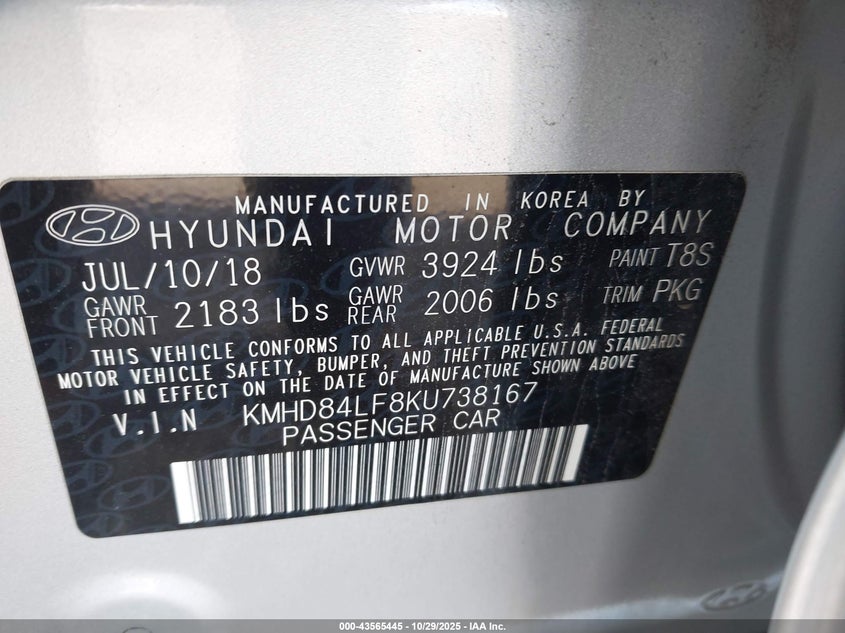 MANUFACTURED IN KOREA BY
HYUNDAI MOTOR COMPANY
JUL/10/18 GVWR 3924 lbs PAINT T8S
GAWR FRONT 2183 lbs GAWR REAR 2006 lbs TRIM PKG
THIS VEHICLE CONFORMS TO ALL APPLICABLE U.S.A. FEDERAL
MOTOR VEHICLE SAFETY, BUMPER, AND THEFT PREVENTION STANDARDS
IN EFFECT ON THE DATE OF MANUFACTURE SHOWN ABOVE
V.I.N KMHD84LF8KU738167
PASSENGER CAR
000-43565445 - 10/29/2025 - IAA Inc.